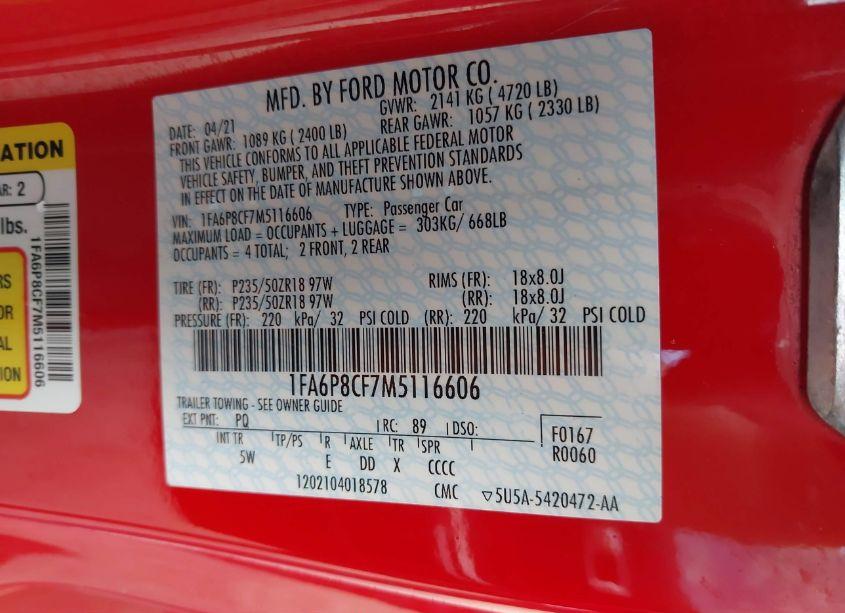 MFD. BY FORD MOTOR CO.
DATE: 04/21 GVWR: 2141 KG ( 4720 LB)
FRONT GAWR: 1089 KG ( 2400 LB) REAR GAWR: 1057 KG ( 2330 LB)
THIS VEHICLE CONFORMS TO ALL APPLICABLE FEDERAL MOTOR
VEHICLE SAFETY, BUMPER, AND THEFT PREVENTION STANDARDS
IN EFFECT ON THE DATE OF MANUFACTURE SHOWN ABOVE.
VIN: 1FA6P8CF7M5116606 TYPE: Passenger Car
MAXIMUM LOAD = OCCUPANTS + LUGGAGE = 303KG/ 668LB
OCCUPANTS = 4 TOTAL; 2 FRONT, 2 REAR
TIRE (FR): P235/50ZR18 97W RIMS (FR): 18x8.0J
(RR): P235/50ZR18 97W (RR): 18x8.0J
PRESSURE (FR): 220 kPa/ 32 PSI COLD (RR): 220 kPa/ 32 PSI COLD
1FA6P8CF7M5116606
TRAILER TOWING - SEE OWNER GUIDE
EXT PNT: PQ RC: 89 DSO: F0167
INT TR TP/PS R AXLE TR SPR R0060
5W E DD X CCCC
1202104018578 CMC ▽5U5A-5420472-AA
ATION
AR: 2
lbs.
RS
OR
AL
TION
1FA6P8CF7M5116606